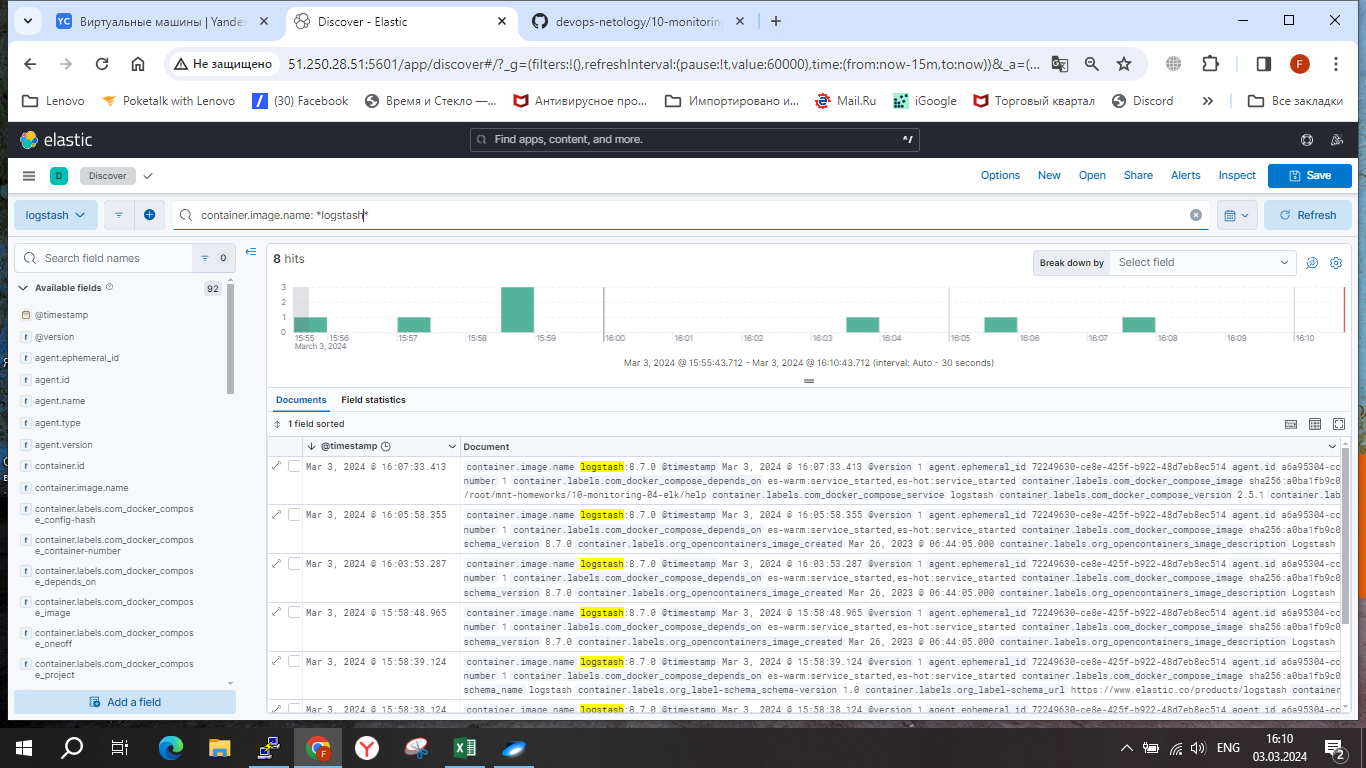 Виртуальные машины | Yandex
Discover - Elastic
devops-netology/10-monitoring
Не защищено
51.250.28.51:5601/app/discover#/?_g=(filters:!(),refreshInterval:(pause:!t,value:60000),time:(from:now-15m,to:now))&_a=(...
Lenovo
Poketalk with Lenovo
(30) Facebook
Время и Стекло —...
Антивирусное про...
Импортировано и...
Mail.Ru
iGoogle
Торговый квартал
Discord
»
Все закладки
elastic
Find apps, content, and more.
^/
D
Discover
Options
New
Open
Share
Alerts
Inspect
Save
logstash
container.image.name: *logstash*
Refresh
Search field names
0
Available fields
92
@timestamp
@version
agent.ephemeral_id
agent.id
agent.name
agent.type
agent.version
container.id
container.image.name
container.labels.com_docker_compos
e_config-hash
container.labels.com_docker_compos
e_container-number
container.labels.com_docker_compos
e_depends_on
container.labels.com_docker_compos
e_image
container.labels.com_docker_compos
e_oneoff
container.labels.com_docker_compos
e_project
Add a field
8 hits
Break down by
Select field
3
2
1
0
15:55 15:56 15:57 15:58 15:59 16:00 16:01 16:02 16:03 16:04 16:05 16:06 16:07 16:08 16:09 16:10
March 3, 2024
Mar 3, 2024 @ 15:55:43.712 - Mar 3, 2024 @ 16:10:43.712 (interval: Auto - 30 seconds)
Documents
Field statistics
1 field sorted
@timestamp
Document
Mar 3, 2024 @ 16:07:33.413
container.image.name logstash:8.7.0 @timestamp Mar 3, 2024 @ 16:07:33.413 @version 1 agent.ephemeral_id 72249630-ce8e-425f-b922-48d7eb8ec514 agent.id a6a95304-cc
number 1 container.labels.com_docker_compose_depends_on es-warm:service_started,es-hot:service_started container.labels.com_docker_compose_image sha256:a0ba1fb9c0
/root/mnt-homeworks/10-monitoring-04-elk/help container.labels.com_docker_compose_service logstash container.labels.com_docker_compose_version 2.5.1 container.lab
Mar 3, 2024 @ 16:05:58.355
container.image.name logstash:8.7.0 @timestamp Mar 3, 2024 @ 16:05:58.355 @version 1 agent.ephemeral_id 72249630-ce8e-425f-b922-48d7eb8ec514 agent.id a6a95304-cc
number 1 container.labels.com_docker_compose_depends_on es-warm:service_started,es-hot:service_started container.labels.com_docker_compose_image sha256:a0ba1fb9c0
schema_version 8.7.0 container.labels.org_opencontainers_image_created Mar 26, 2023 @ 06:44:05.000 container.labels.org_opencontainers_image_description Logstash
Mar 3, 2024 @ 16:03:53.287
container.image.name logstash:8.7.0 @timestamp Mar 3, 2024 @ 16:03:53.287 @version 1 agent.ephemeral_id 72249630-ce8e-425f-b922-48d7eb8ec514 agent.id a6a95304-cc
number 1 container.labels.com_docker_compose_depends_on es-warm:service_started,es-hot:service_started container.labels.com_docker_compose_image sha256:a0ba1fb9c0
schema_version 8.7.0 container.labels.org_opencontainers_image_created Mar 26, 2023 @ 06:44:05.000 container.labels.org_opencontainers_image_description Logstash
Mar 3, 2024 @ 15:58:48.965
container.image.name logstash:8.7.0 @timestamp Mar 3, 2024 @ 15:58:48.965 @version 1 agent.ephemeral_id 72249630-ce8e-425f-b922-48d7eb8ec514 agent.id a6a95304-cc
number 1 container.labels.com_docker_compose_depends_on es-warm:service_started,es-hot:service_started container.labels.com_docker_compose_image sha256:a0ba1fb9c0
schema_version 8.7.0 container.labels.org_opencontainers_image_created Mar 26, 2023 @ 06:44:05.000 container.labels.org_opencontainers_image_description Logstash
Mar 3, 2024 @ 15:58:39.124
container.image.name logstash:8.7.0 @timestamp Mar 3, 2024 @ 15:58:39.124 @version 1 agent.ephemeral_id 72249630-ce8e-425f-b922-48d7eb8ec514 agent.id a6a95304-cc
number 1 container.labels.com_docker_compose_depends_on es-warm:service_started,es-hot:service_started container.labels.com_docker_compose_image sha256:a0ba1fb9c0
schema_name logstash container.labels.org_label-schema_schema-version 1.0 container.labels.org_label-schema_url https://www.elastic.co/products/logstash container
Mar 3, 2024 @ 15:58:38.124
container.image.name logstash:8.7.0 @timestamp Mar 3, 2024 @ 15:58:38.124 @version 1 agent.ephemeral_id 72249630-ce8e-425f-b922-48d7eb8ec514 agent.id a6a95304-cc
ENG
16:10
03.03.2024
2